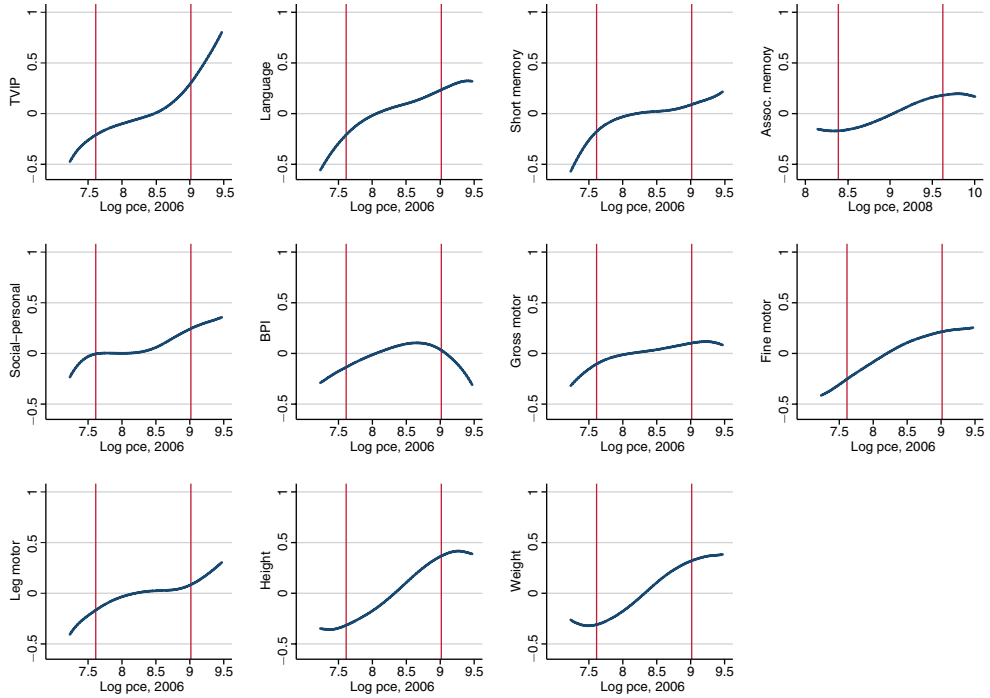 TVIP
1
0.5
0
−0.5
7.5 8 8.5 9 9.5
Log pce, 2006
Language
1
0.5
0
−0.5
7.5 8 8.5 9 9.5
Log pce, 2006
Short memory
1
0.5
0
−0.5
7.5 8 8.5 9 9.5
Log pce, 2006
Assoc. memory
1
0.5
0
−0.5
8 8.5 9 9.5 10
Log pce, 2008
Social−personal
1
0.5
0
−0.5
7.5 8 8.5 9 9.5
Log pce, 2006
BPI
1
0.5
0
−0.5
7.5 8 8.5 9 9.5
Log pce, 2006
Gross motor
1
0.5
0
−0.5
7.5 8 8.5 9 9.5
Log pce, 2006
Fine motor
1
0.5
0
−0.5
7.5 8 8.5 9 9.5
Log pce, 2006
Leg motor
1
0.5
0
−0.5
7.5 8 8.5 9 9.5
Log pce, 2006
Height
1
0.5
0
−0.5
7.5 8 8.5 9 9.5
Log pce, 2006
Weight
1
0.5
0
−0.5
7.5 8 8.5 9 9.5
Log pce, 2006